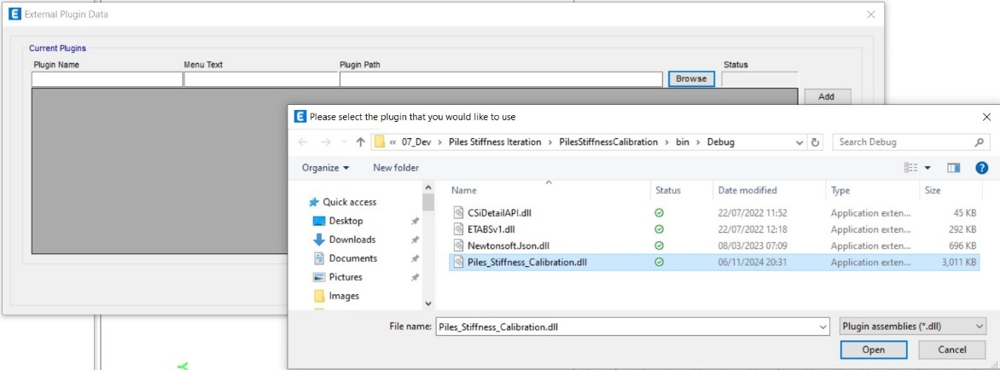 External Plugin Data
Current Plugins
Plugin Name Menu Text Plugin Path Status
Browse
Add
Please select the plugin that you would like to use
« 07_Dev > Piles Stiffness Iteration > PilesStiffnessCalibration > bin > Debug Search Debug
Organize New folder
Name Status Date modified Type Size
Quick access
Desktop
Downloads
Documents
Pictures
Images
CSiDetailAPI.dll 22/07/2022 11:52 Application exten... 45 KB
ETABSv1.dll 22/07/2022 12:18 Application exten... 292 KB
Newtonsoft.Json.dll 08/03/2023 07:09 Application exten... 696 KB
Piles_Stiffness_Calibration.dll 06/11/2024 20:31 Application exten... 3,011 KB
File name: Piles_Stiffness_Calibration.dll Plugin assemblies (*.dll)
Open Cancel
Y